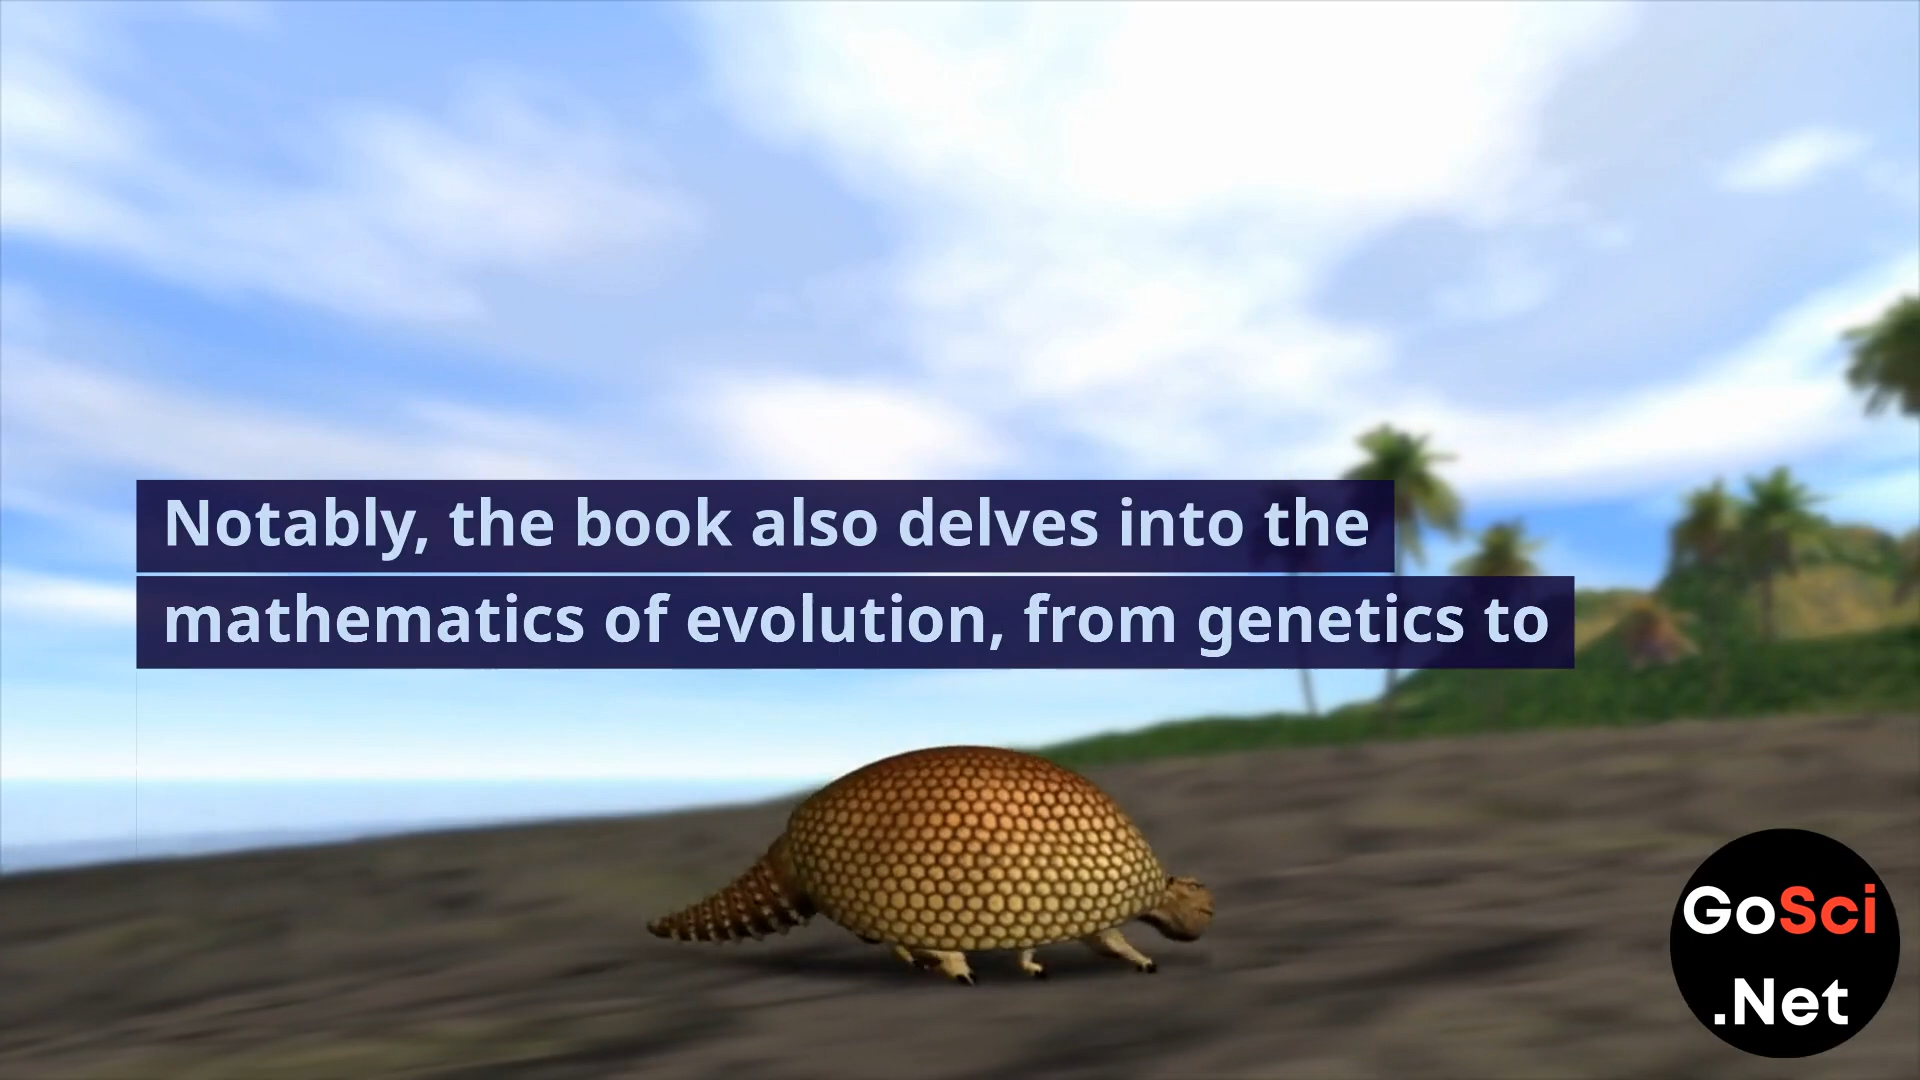 Notably, the book also delves into the
mathematics of evolution, from genetics to
GoSci
.Net